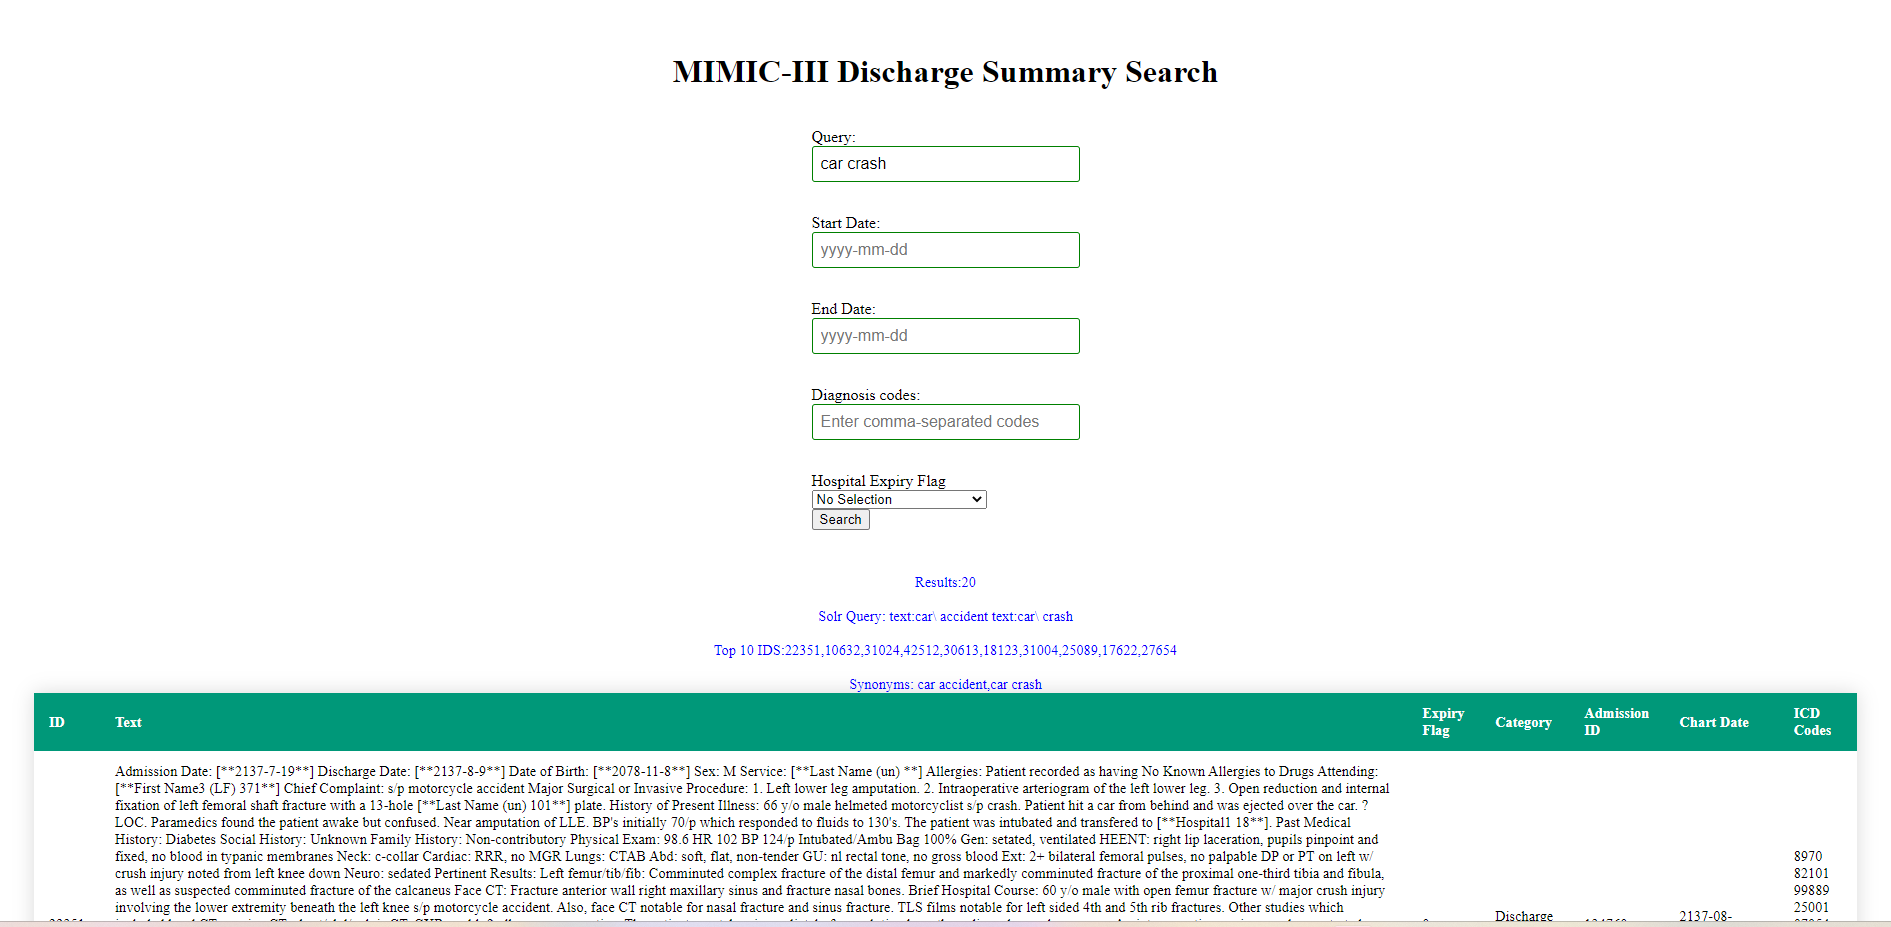 MIMIC-III Discharge Summary Search
Query:
car crash
Start Date:
yyyy-mm-dd
End Date:
yyyy-mm-dd
Diagnosis codes:
Enter comma-separated codes
Hospital Expiry Flag
No Selection
Search
Results:20
Solr Query: text:car\ accident text:car\ crash
Top 10 IDS:22351,10632,31024,42512,30613,18123,31004,25089,17622,27654
Synonyms: car accident,car crash
ID Text Expiry Flag Category Admission ID Chart Date ICD Codes
Admission Date: [**2137-7-19**] Discharge Date: [**2137-8-9**] Date of Birth: [**2078-11-8**] Sex: M Service: [**Last Name (un) **] Allergies: Patient recorded as having No Known Allergies to Drugs Attending:
[**First Name3 (LF) 371**] Chief Complaint: s/p motorcycle accident Major Surgical or Invasive Procedure: 1. Left lower leg amputation. 2. Intraoperative arteriogram of the left lower leg. 3. Open reduction and internal
fixation of left femoral shaft fracture with a 13-hole [**Last Name (un) 101**] plate. History of Present Illness: 66 y/o male helmeted motorcyclist s/p crash. Patient hit a car from behind and was ejected over the car. ?
LOC. Paramedics found the patient awake but confused. Near amputation of LLE. BP's initially 70/p which responded to fluids to 130's. The patient was intubated and transfered to [**Hospital1 18**]. Past Medical
History: Diabetes Social History: Unknown Family History: Non-contributory Physical Exam: 98.6 HR 102 BP 124/p Intubated/Ambu Bag 100% Gen: setated, ventilated HEENT: right lip laceration, pupils pinpoint and
fixed, no blood in typanic membranes Neck: c-collar Cardiac: RRR, no MGR Lungs: CTAB Abd: soft, flat, non-tender GU: nl rectal tone, no gross blood Ext: 2+ bilateral femoral pulses, no palpable DP or PT on left w/
crush injury noted from left knee down Neuro: sedated Pertinent Results: Left femur/tib/fib: Comminuted complex fracture of the distal femur and markedly comminuted fracture of the proximal one-third tibia and fibula,
as well as suspected comminuted fracture of the calcaneus Face CT: Fracture anterior wall right maxillary sinus and fracture nasal bones. Brief Hospital Course: 60 y/o male with open femur fracture w/ major crush injury
involving the lower extremity beneath the left knee s/p motorcycle accident. Also, face CT notable for nasal fracture and sinus fracture. TLS films notable for left sided 4th and 5th rib fractures. Other studies which
Discharge
2137-08-
8970
82101
99889
25001